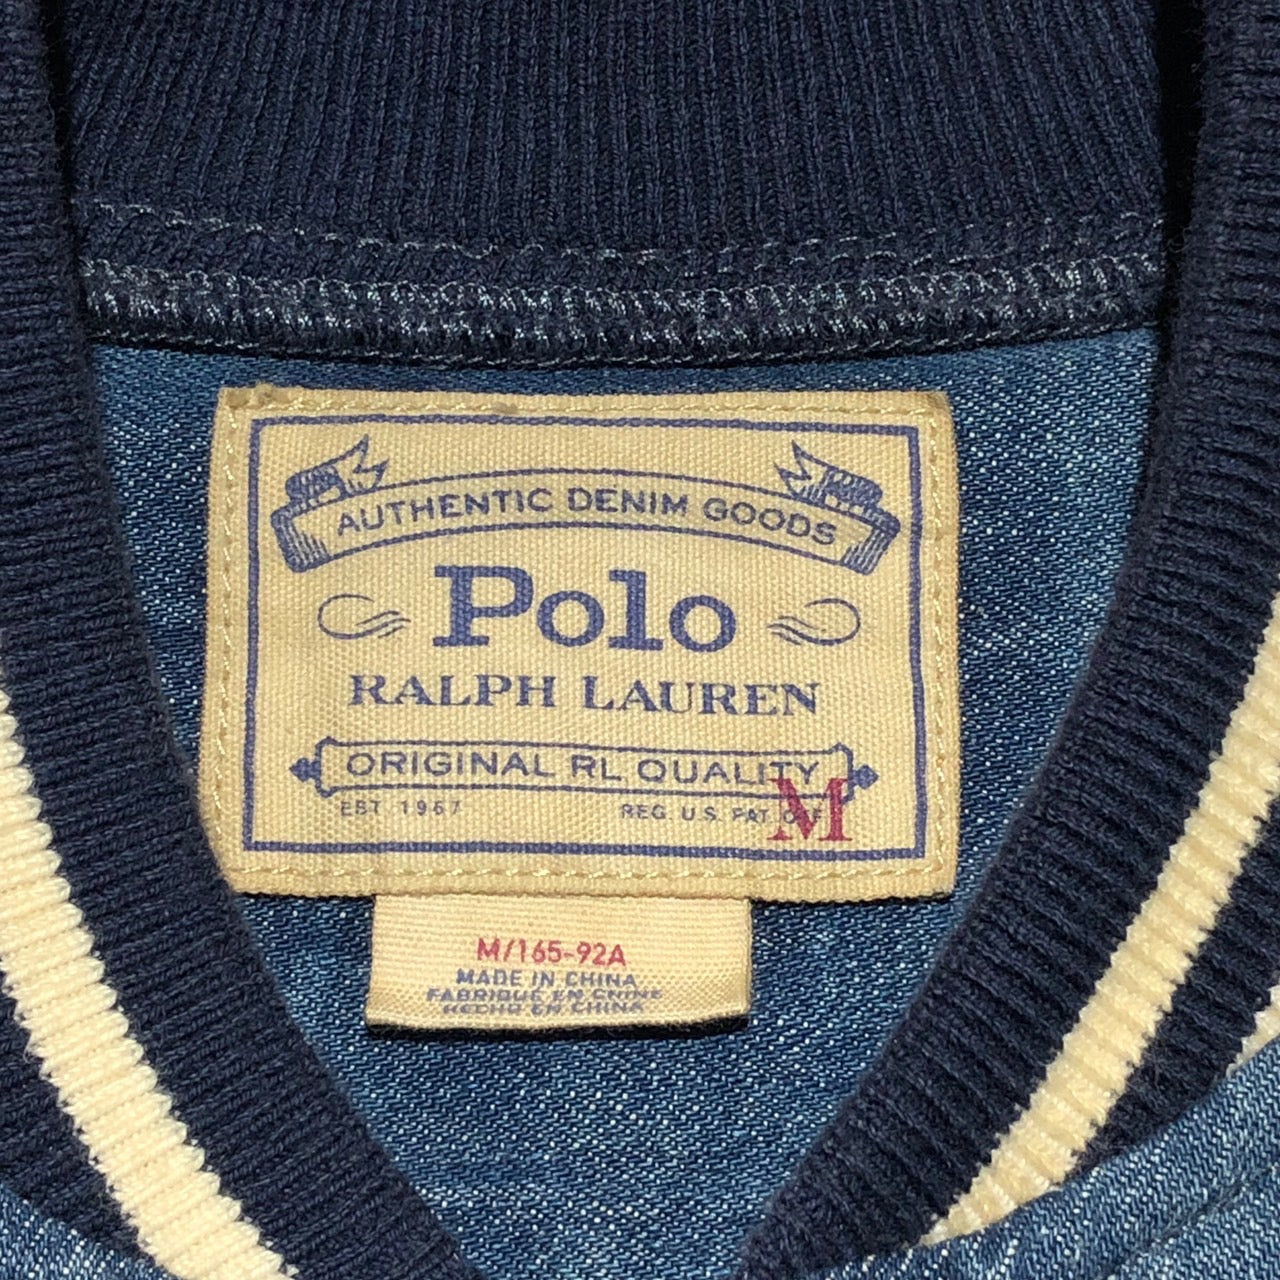 AUTHENTIC DENIM GOODS
Polo
RALPH LAUREN
ORIGINAL RL QUALITY
EST 1967 REG. U.S. PAT. OFF
M
M/165-92A
MADE IN CHINA
FABRIQUE EN CHINE
HECHO EN CHINA